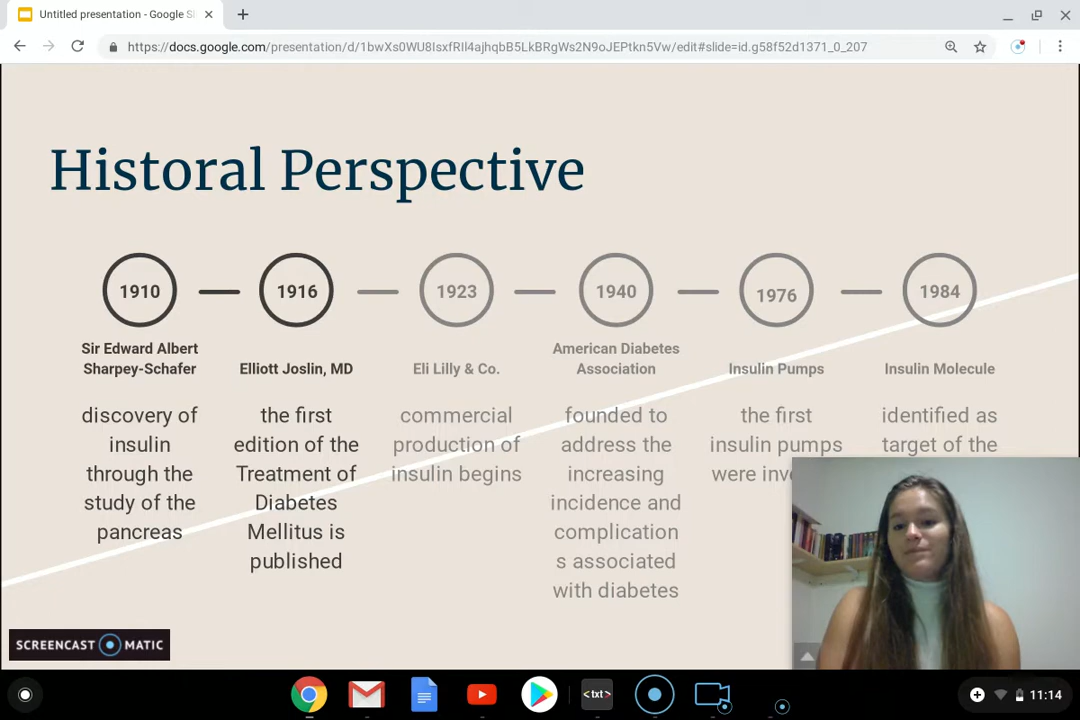 Untitled presentation - Google Sl
https://docs.google.com/presentation/d/1bwXs0WU8IsxfRIl4ajhqbB5LkBRgWs2N9oJEPtkn5Vw/edit#slide=id.g58f52d1371_0_207
Historal Perspective
1910
1916
1923
1940
1976
1984
Sir Edward Albert
Sharpey-Schafer
Elliott Joslin, MD
Eli Lilly & Co.
American Diabetes
Association
Insulin Pumps
Insulin Molecule
discovery of
insulin
through the
study of the
pancreas
the first
edition of the
Treatment of
Diabetes
Mellitus is
published
commercial
production of
insulin begins
founded to
address the
increasing
incidence and
complication
s associated
with diabetes
the first
insulin pumps
were
identified as
target of the
SCREENCAST MATIC
<txt>
11:14